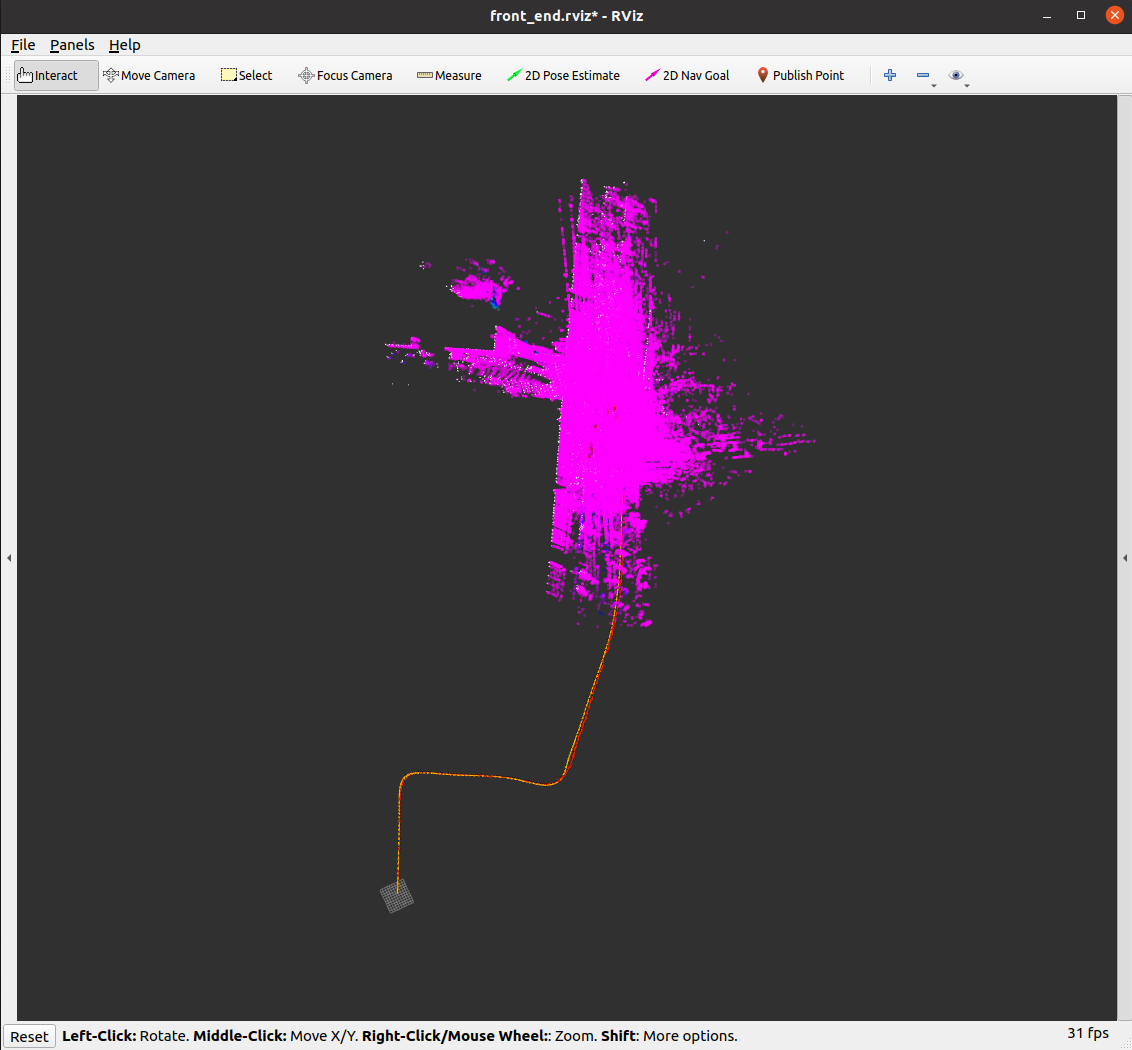 front_end.rviz* - RViz
File Panels Help
Interact Move Camera Select Focus Camera Measure 2D Pose Estimate 2D Nav Goal Publish Point
Reset Left-Click: Rotate. Middle-Click: Move X/Y. Right-Click/Mouse Wheel:: Zoom. Shift: More options. 31 fps